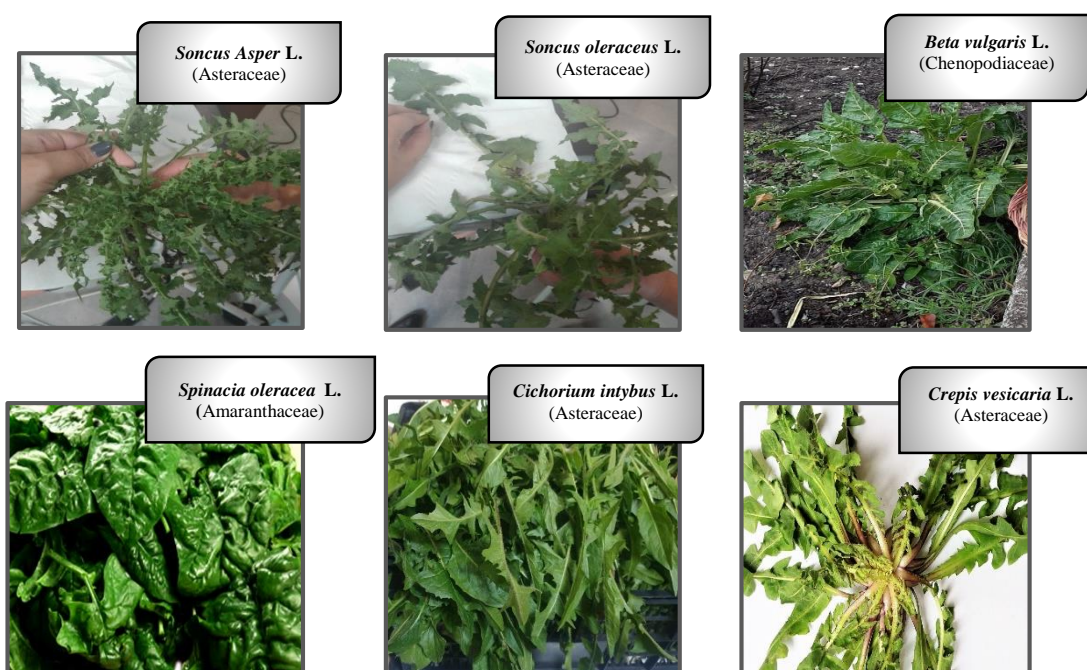 Soncus Asper L.
(Asteraceae)
Soncus oleraceus L.
(Asteraceae)
Beta vulgaris L.
(Chenopodiaceae)
Spinacia oleracea L.
(Amaranthaceae)
Cichorium intybus L.
(Asteraceae)
Crepis vesicaria L.
(Asteraceae)